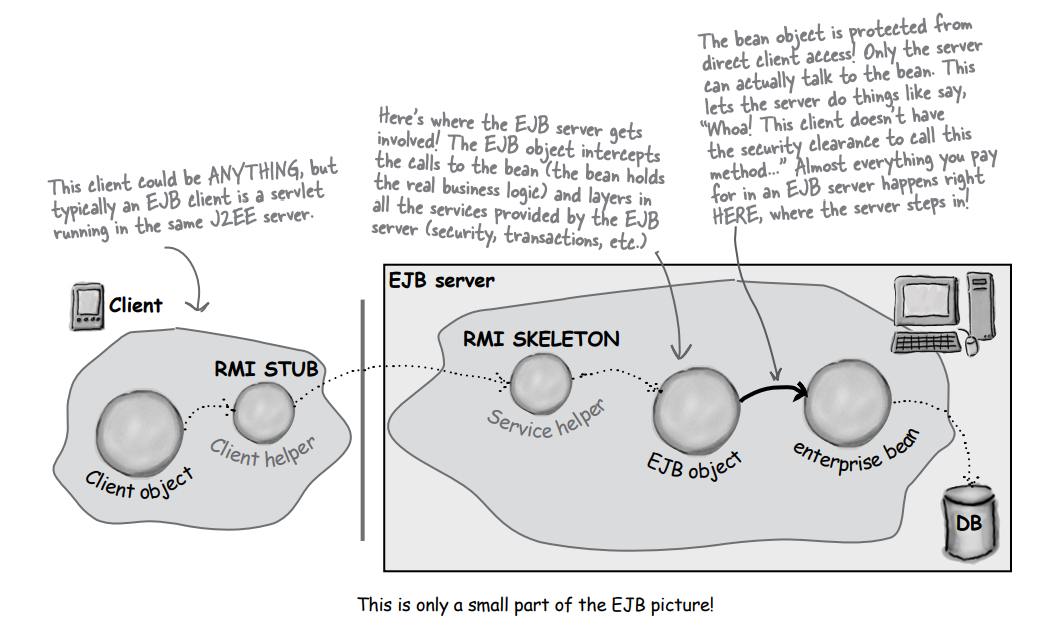 This client could be ANYTHING, but
typically an EJB client is a servlet
running in the same J2EE server.
Here's where the EJB server gets
involved! The EJB object intercepts
the calls to the bean (the bean holds
the real business logic) and layers in
all the services provided by the EJB
server (security, transactions, etc.)
The bean object is protected from
direct client access! Only the server
can actually talk to the bean. This
lets the server do things like say,
"Whoa! This client doesn't have
the security clearance to call this
method..." Almost everything you pay
for in an EJB server happens right
HERE, where the server steps in!
Client
RMI STUB
Client object
Client helper
EJB server
RMI SKELETON
Service helper
EJB object
enterprise bean
DB
This is only a small part of the EJB picture!